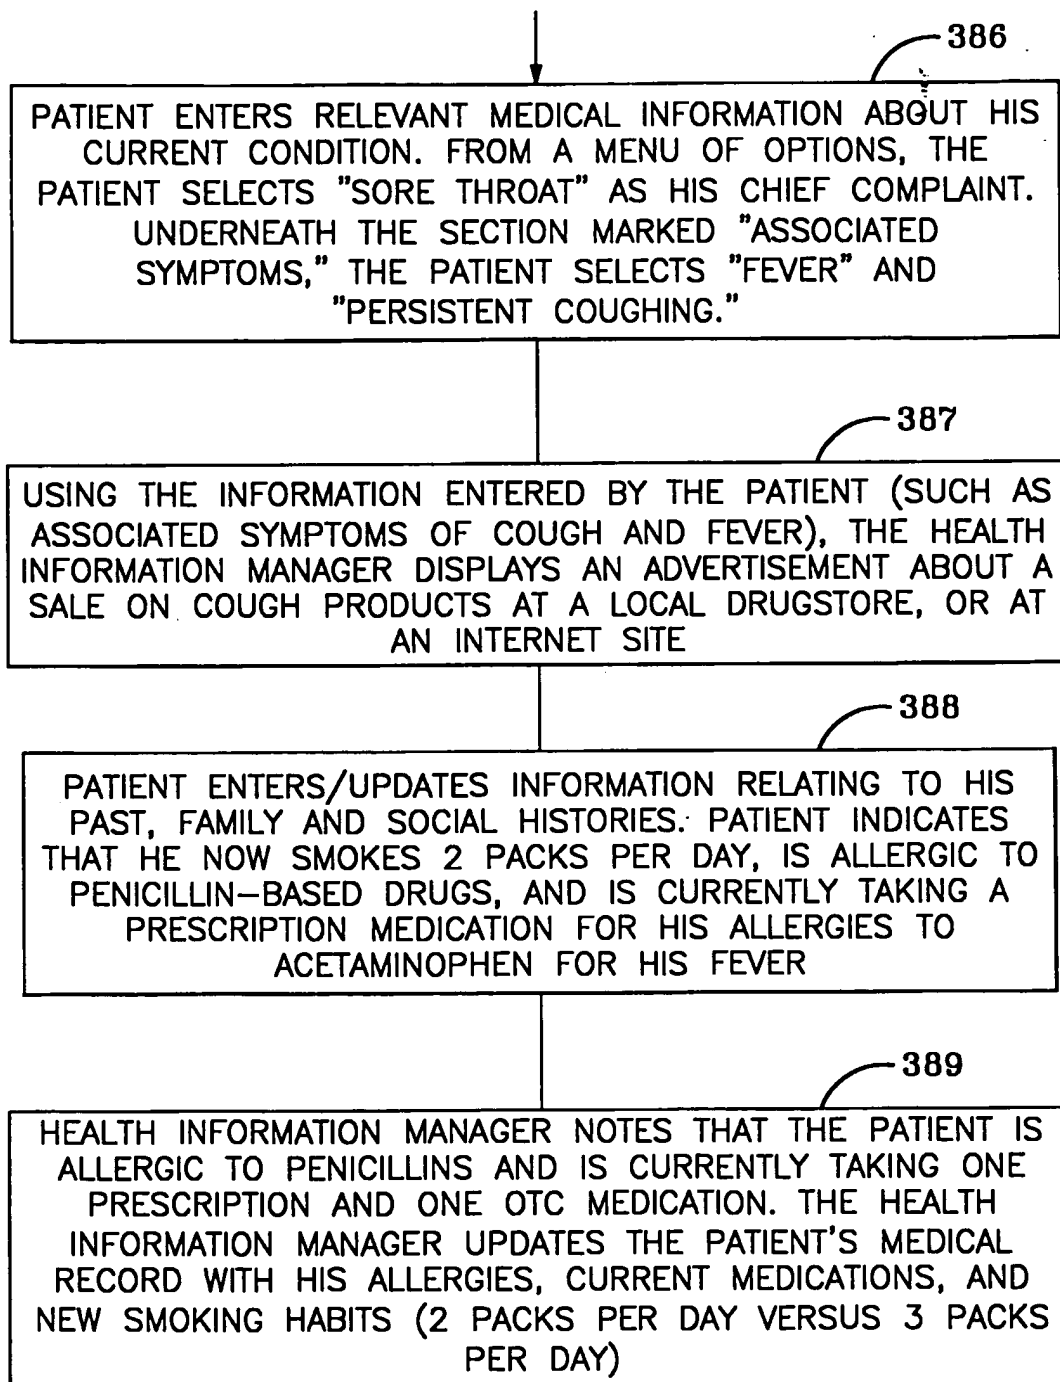 386
PATIENT ENTERS RELEVANT MEDICAL INFORMATION ABOUT HIS
CURRENT CONDITION. FROM A MENU OF OPTIONS, THE
PATIENT SELECTS "SORE THROAT" AS HIS CHIEF COMPLAINT.
UNDERNEATH THE SECTION MARKED "ASSOCIATED
SYMPTOMS," THE PATIENT SELECTS "FEVER" AND
"PERSISTENT COUGHING."
387
USING THE INFORMATION ENTERED BY THE PATIENT (SUCH AS
ASSOCIATED SYMPTOMS OF COUGH AND FEVER), THE HEALTH
INFORMATION MANAGER DISPLAYS AN ADVERTISEMENT ABOUT A
SALE ON COUGH PRODUCTS AT A LOCAL DRUGSTORE, OR AT
AN INTERNET SITE
388
PATIENT ENTERS/UPDATES INFORMATION RELATING TO HIS
PAST, FAMILY AND SOCIAL HISTORIES. PATIENT INDICATES
THAT HE NOW SMOKES 2 PACKS PER DAY, IS ALLERGIC TO
PENICILLIN-BASED DRUGS, AND IS CURRENTLY TAKING A
PRESCRIPTION MEDICATION FOR HIS ALLERGIES TO
ACETAMINOPHEN FOR HIS FEVER
389
HEALTH INFORMATION MANAGER NOTES THAT THE PATIENT IS
ALLERGIC TO PENICILLINS AND IS CURRENTLY TAKING ONE
PRESCRIPTION AND ONE OTC MEDICATION. THE HEALTH
INFORMATION MANAGER UPDATES THE PATIENT'S MEDICAL
RECORD WITH HIS ALLERGIES, CURRENT MEDICATIONS, AND
NEW SMOKING HABITS (2 PACKS PER DAY VERSUS 3 PACKS
PER DAY)